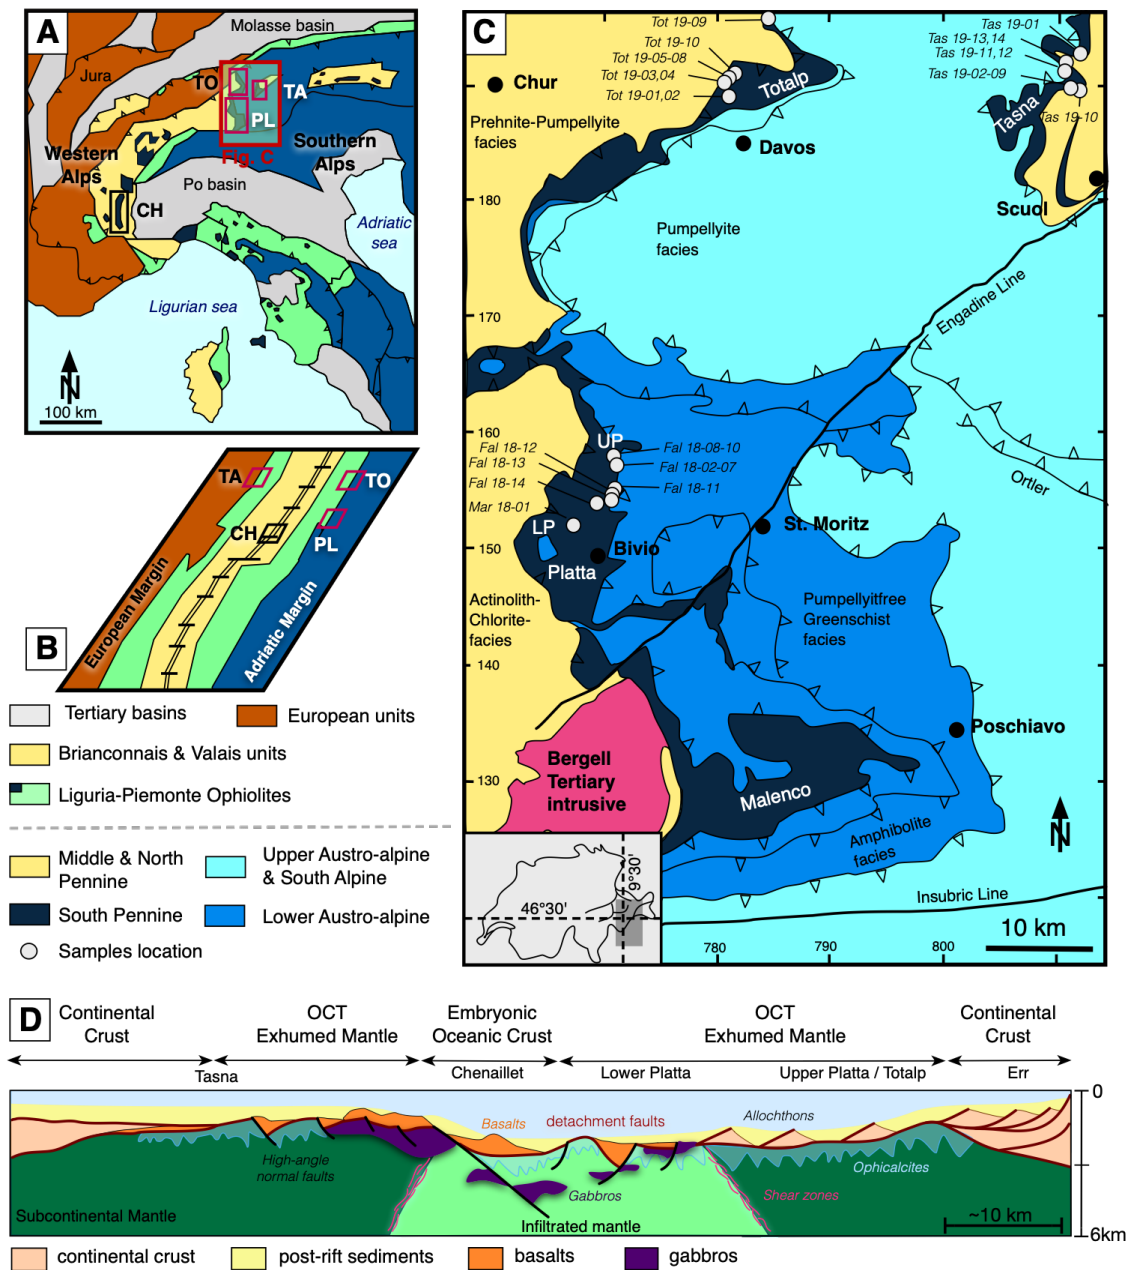 A
Molasse basin
Jura
TO
TA
PL
Western
Alps
Fig. C
Southern
Alps
Po basin
CH
Adriatic
sea
Ligurian sea
N
100 km
TA
TO
CH
PL
European Margin
Adriatic Margin
B
Tertiary basins
European units
Brianconnais & Valais units
Liguria-Piemonte Ophiolites
Middle & North
Pennine
Upper Austro-alpine
& South Alpine
South Pennine
Lower Austro-alpine
Samples location
C
Tot 19-09
Tot 19-10
Tot 19-05-08
Tot 19-03,04
Tot 19-01,02
Tas 19-01
Tas 19-13,14
Tas 19-11,12
Tas 19-02-09
Tas 19-10
Chur
Totalp
Tasna
Prehnite-Pumpellyite
facies
Davos
Scuol
180
Pumpellyite
facies
Engadine Line
170
160
UP
Fal 18-12
Fal 18-13
Fal 18-14
Mar 18-01
Fal 18-08-10
Fal 18-02-07
Fal 18-11
Ortler
LP
St. Moritz
150
Bivio
Platta
Actinolith-
Chlorite-
facies
Pumpellyitfree
Greenschist
facies
140
Poschiavo
Bergell
Tertiary
intrusive
130
Malenco
Amphibolite
facies
N
9°30'
46°30'
Insubric Line
10 km
780
790
800
D
Continental
Crust
OCT
Exhumed Mantle
Embryonic
Oceanic Crust
OCT
Exhumed Mantle
Continental
Crust
Tasna
Chenaillet
Lower Platta
Upper Platta / Totalp
Err
0
Basalts
detachment faults
Allochthons
High-angle
normal faults
Ophicalcites
Gabbros
Shear zones
Subcontinental Mantle
Infiltrated mantle
~10 km
6km
continental crust
post-rift sediments
basalts
gabbros